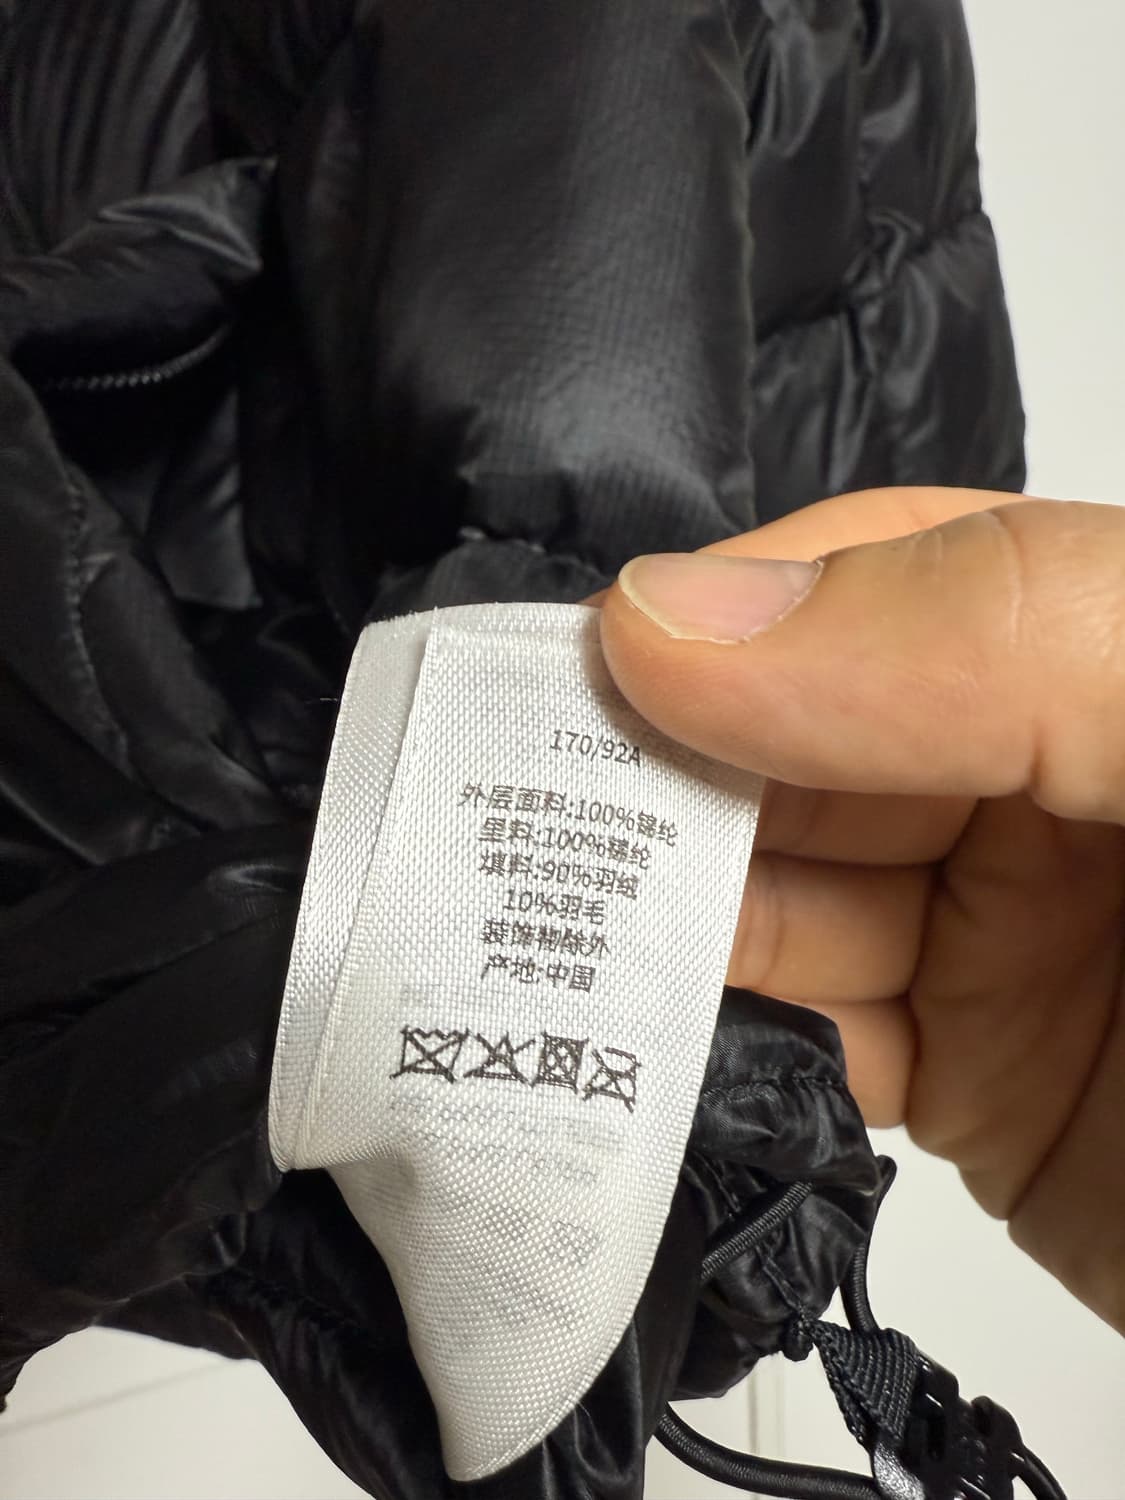 170/92A
外层面料:100%锦纶
里料:100%锦纶
填料:90%羽绒
10%羽毛
装饰物除外
产地:中国